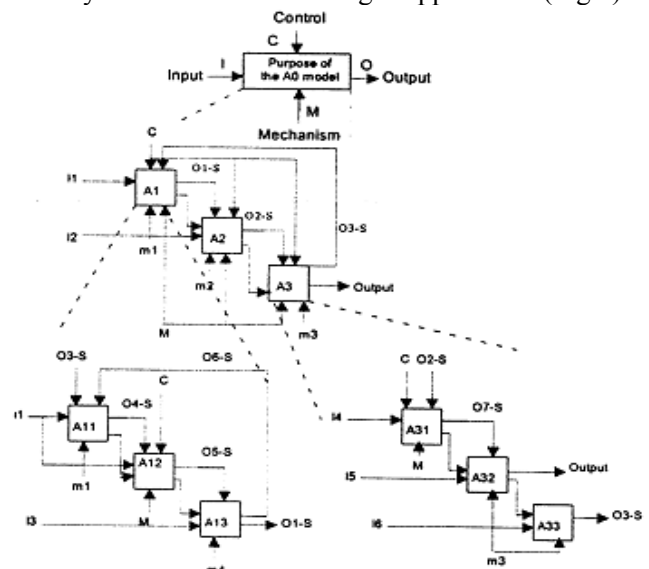 Control
C
I
Purpose of
the A0 model
O
Input
Output
M
Mechanism
C
O1-S
I1
A1
O2-S
O3-S
I2
A2
m1
m2
A3
Output
M
m3
O3-S
O6-S
C
C
O2-S
I1
O4-S
I4
O7-S
A11
A31
O5-S
A12
M
Output
m1
I5
A32
I3
M
A13
O1-S
I6
A33
O3-S
m3